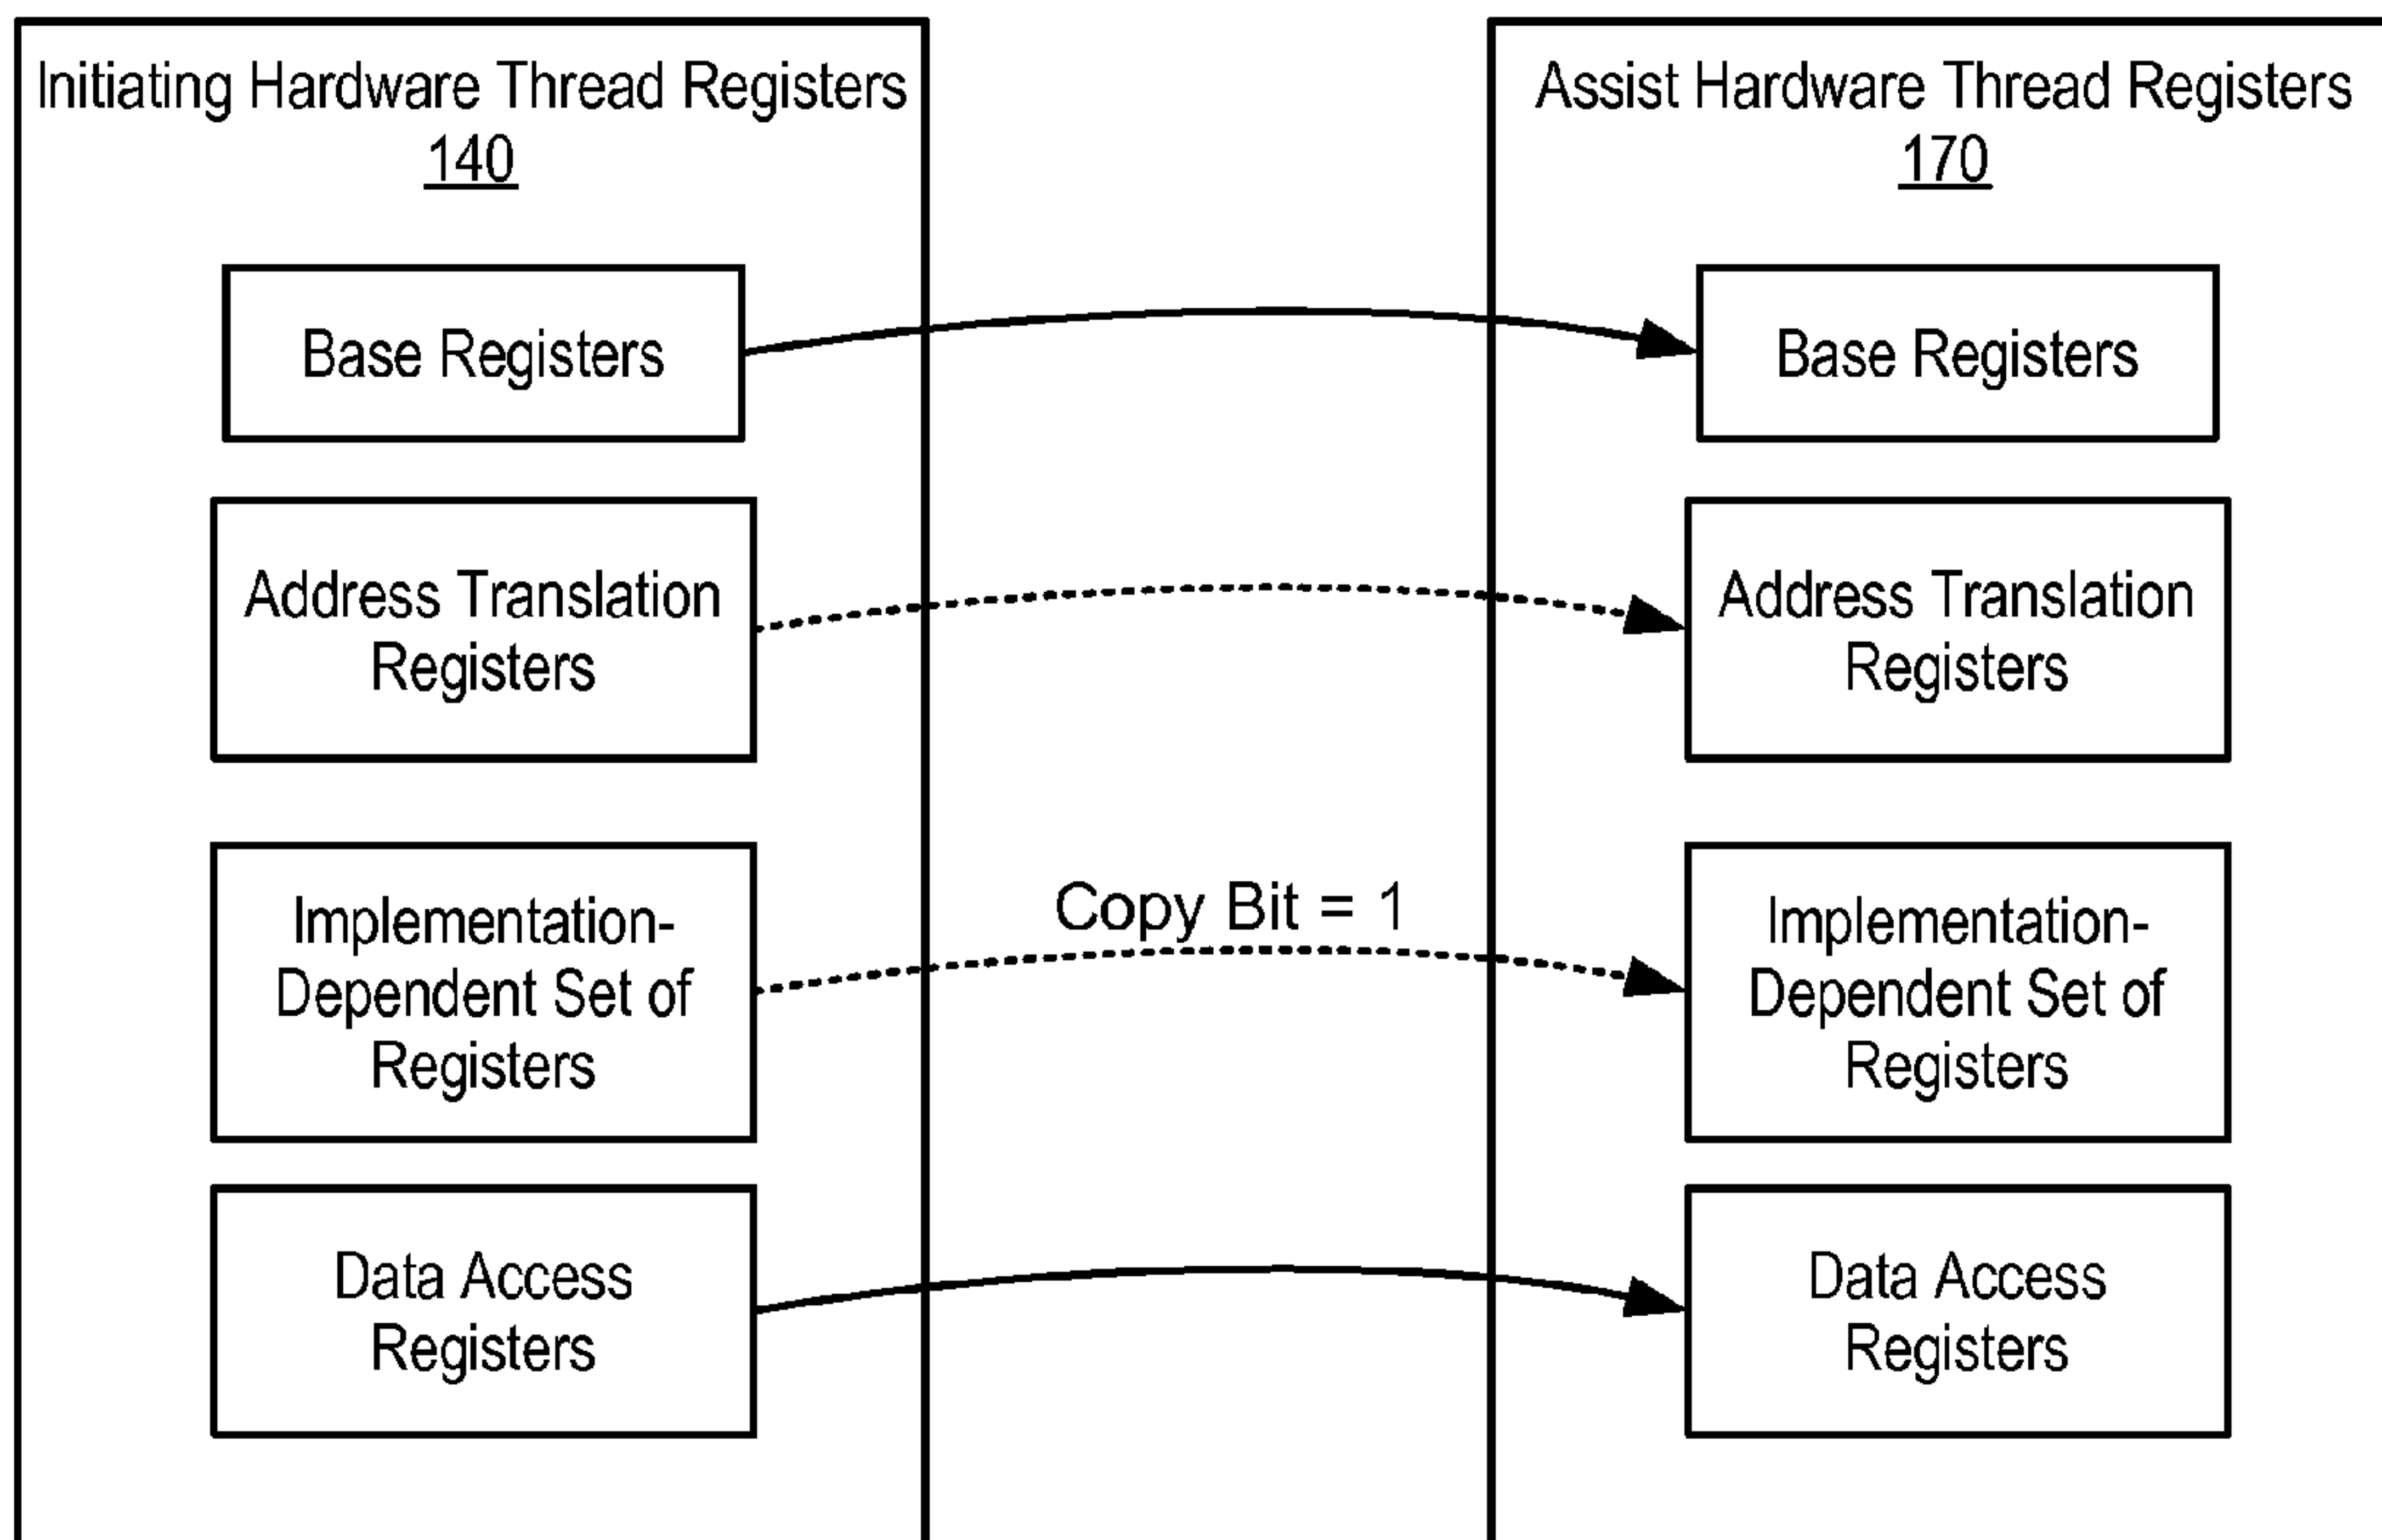 Initiating Hardware Thread Registers
140
Base Registers
Address Translation
Registers
Implementation-
Dependent Set of
Registers
Data Access
Registers
Copy Bit = 1
Assist Hardware Thread Registers
170
Base Registers
Address Translation
Registers
Implementation-
Dependent Set of
Registers
Data Access
Registers